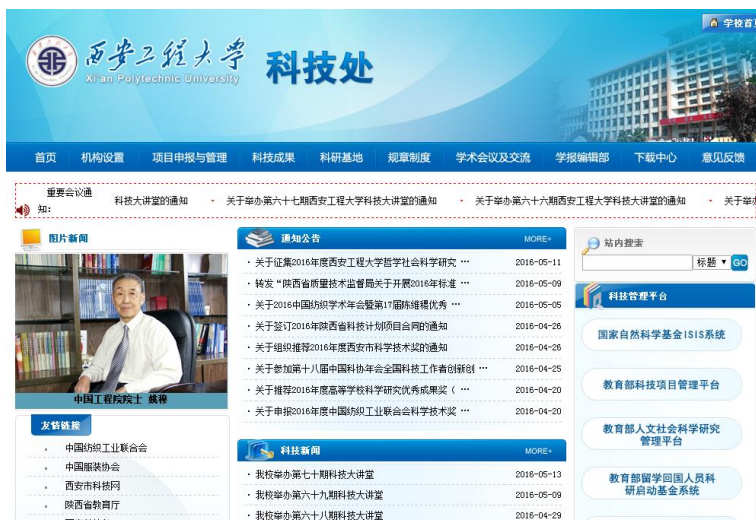 学校首页
西安工程大学
Xi'an Polytechnic University
科技处
首页 机构设置 项目申报与管理 科技成果 科研基地 规章制度 学术会议及交流 学报编辑部 下载中心 意见反馈
重要会议通知：
科技大讲堂的通知 · 关于举办第六十七期西安工程大学科技大讲堂的通知 · 关于举办第六十六期西安工程大学科技大讲堂的通知 · 关于举
图片新闻
中国工程院院士 姚穆
友情链接
中国纺织工业联合会
中国服装协会
西安市科技网
陕西省教育厅
通知公告 MORE+
· 关于征集2016年度西安工程大学哲学社会科学研究 … 2016-05-11
· 转发“陕西省质量技术监督局关于开展2016年标准 … 2016-05-09
· 关于2016中国纺织学术年会暨第17届陈维稷优秀 … 2016-05-05
· 关于签订2016年陕西省科技计划项目合同的通知 2016-04-26
· 关于组织推荐2016年度西安市科学技术奖的通知 2016-04-26
· 关于参加第十八届中国科协年会全国科技工作者创新创 … 2016-04-25
· 关于推荐2016年度高等学校科学研究优秀成果奖（ … 2016-04-20
· 关于申报2016年度中国纺织工业联合会科学技术奖 … 2016-04-20
科技新闻 MORE+
· 我校举办第七十期科技大讲堂 2016-05-13
· 我校举办第六十九期科技大讲堂 2016-05-09
· 我校举办第六十八期科技大讲堂 2016-04-29
站内搜索
标题 GO
科技管理平台
国家自然科学基金ISIS系统
教育部科技项目管理平台
教育部人文社会科学研究
管理平台
教育部留学回国人员科
研启动基金系统